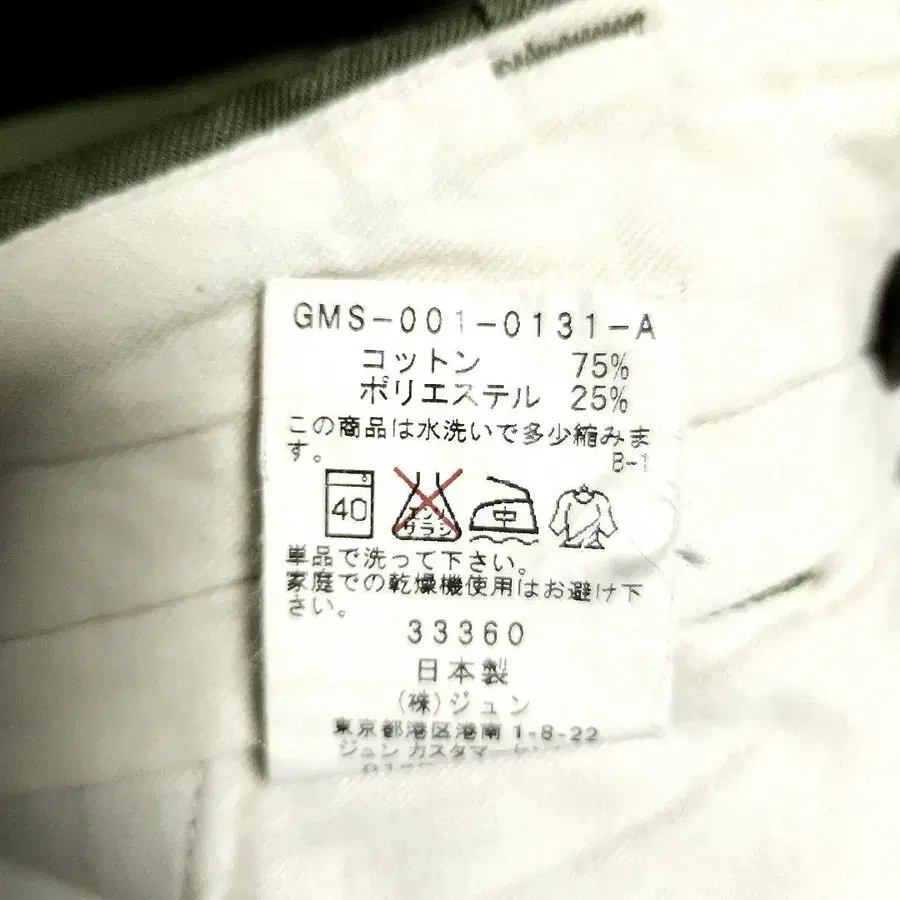 GMS-001-0131-A
コットン 75%
ポリエステル 25%
この商品は水洗いで多少縮みま
す。 B-1
40 エンソ サラシ 中
単品で洗って下さい。
家庭での乾燥機使用はお避け下
さい。
33360
日本製
(株)ジュン
東京都港区港南1-8-22
ジュン カスタマーセン